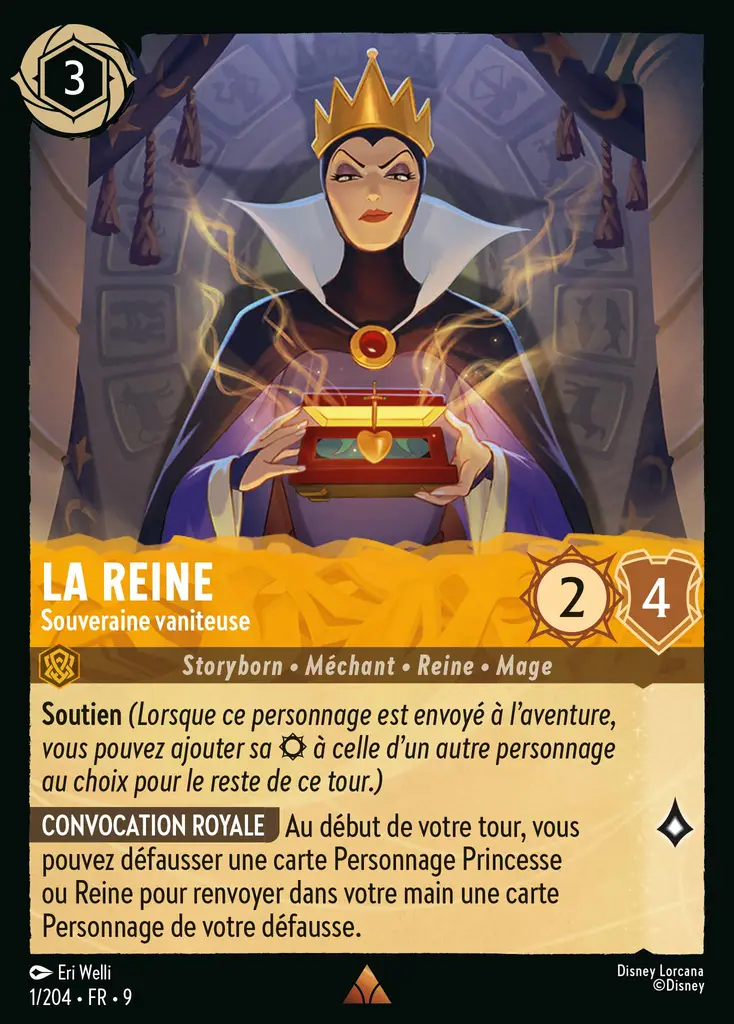 3
LA REINE
Souveraine vaniteuse
2
4
Storyborn • Méchant • Reine • Mage
Soutien (Lorsque ce personnage est envoyé à l'aventure,
vous pouvez ajouter sa à celle d'un autre personnage
au choix pour le reste de ce tour.)
CONVOCATION ROYALE Au début de votre tour, vous
pouvez défausser une carte Personnage Princesse
ou Reine pour renvoyer dans votre main une carte
Personnage de votre défausse.
Eri Welli
1/204 • FR • 9
Disney Lorcana
©Disney